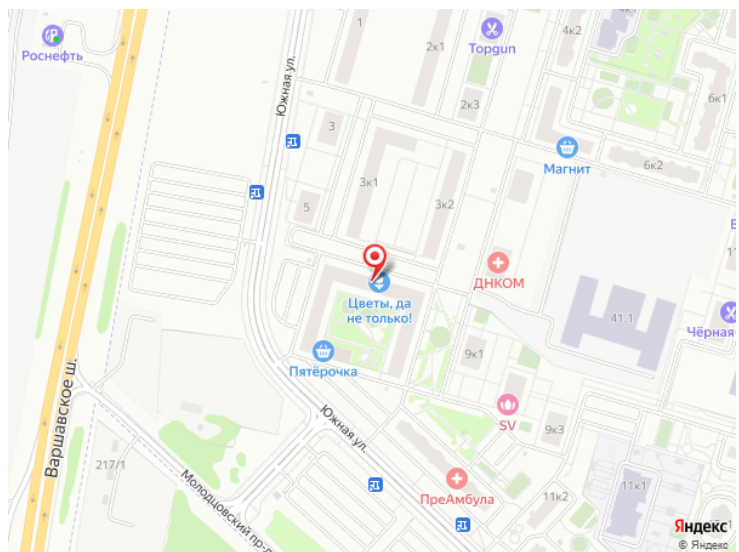 1
2к1
Topgun
4к2
Роснефть
Южная ул.
2к3
6к1
3
Магнит
6к2
3к1
5
3к2
ДНКОМ
Цветы, да
не только!
41.1
Чёрная
9к1
Пятёрочка
Варшавское ш.
SV
Южная ул.
9к3
217/1
ПреАмбула
11к2
11к1
Молодцовский пр-д
Яндекс
© Яндекс